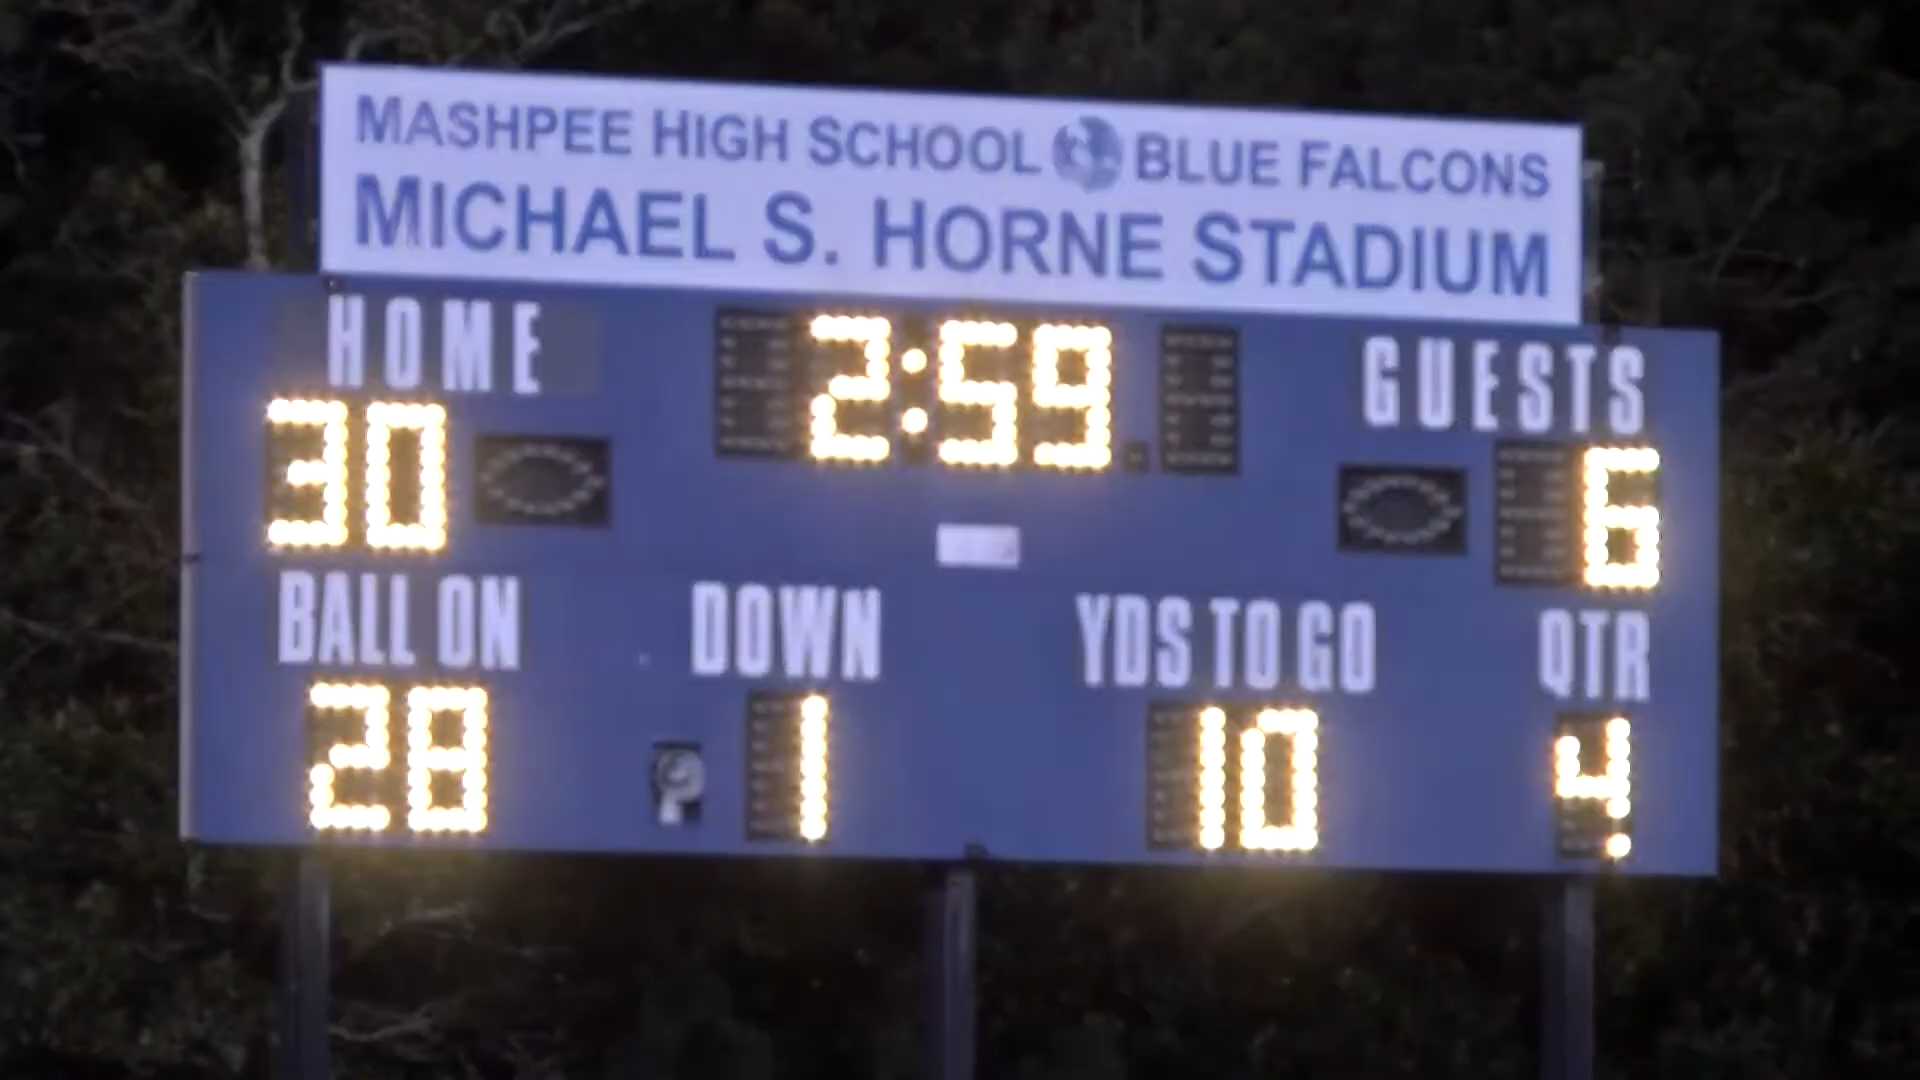 MASHPEE HIGH SCHOOL BLUE FALCONS
MICHAEL S. HORNE STADIUM
HOME 2:59 GUESTS
30 6
BALL ON DOWN YDS TO GO QTR
28 1 10 4